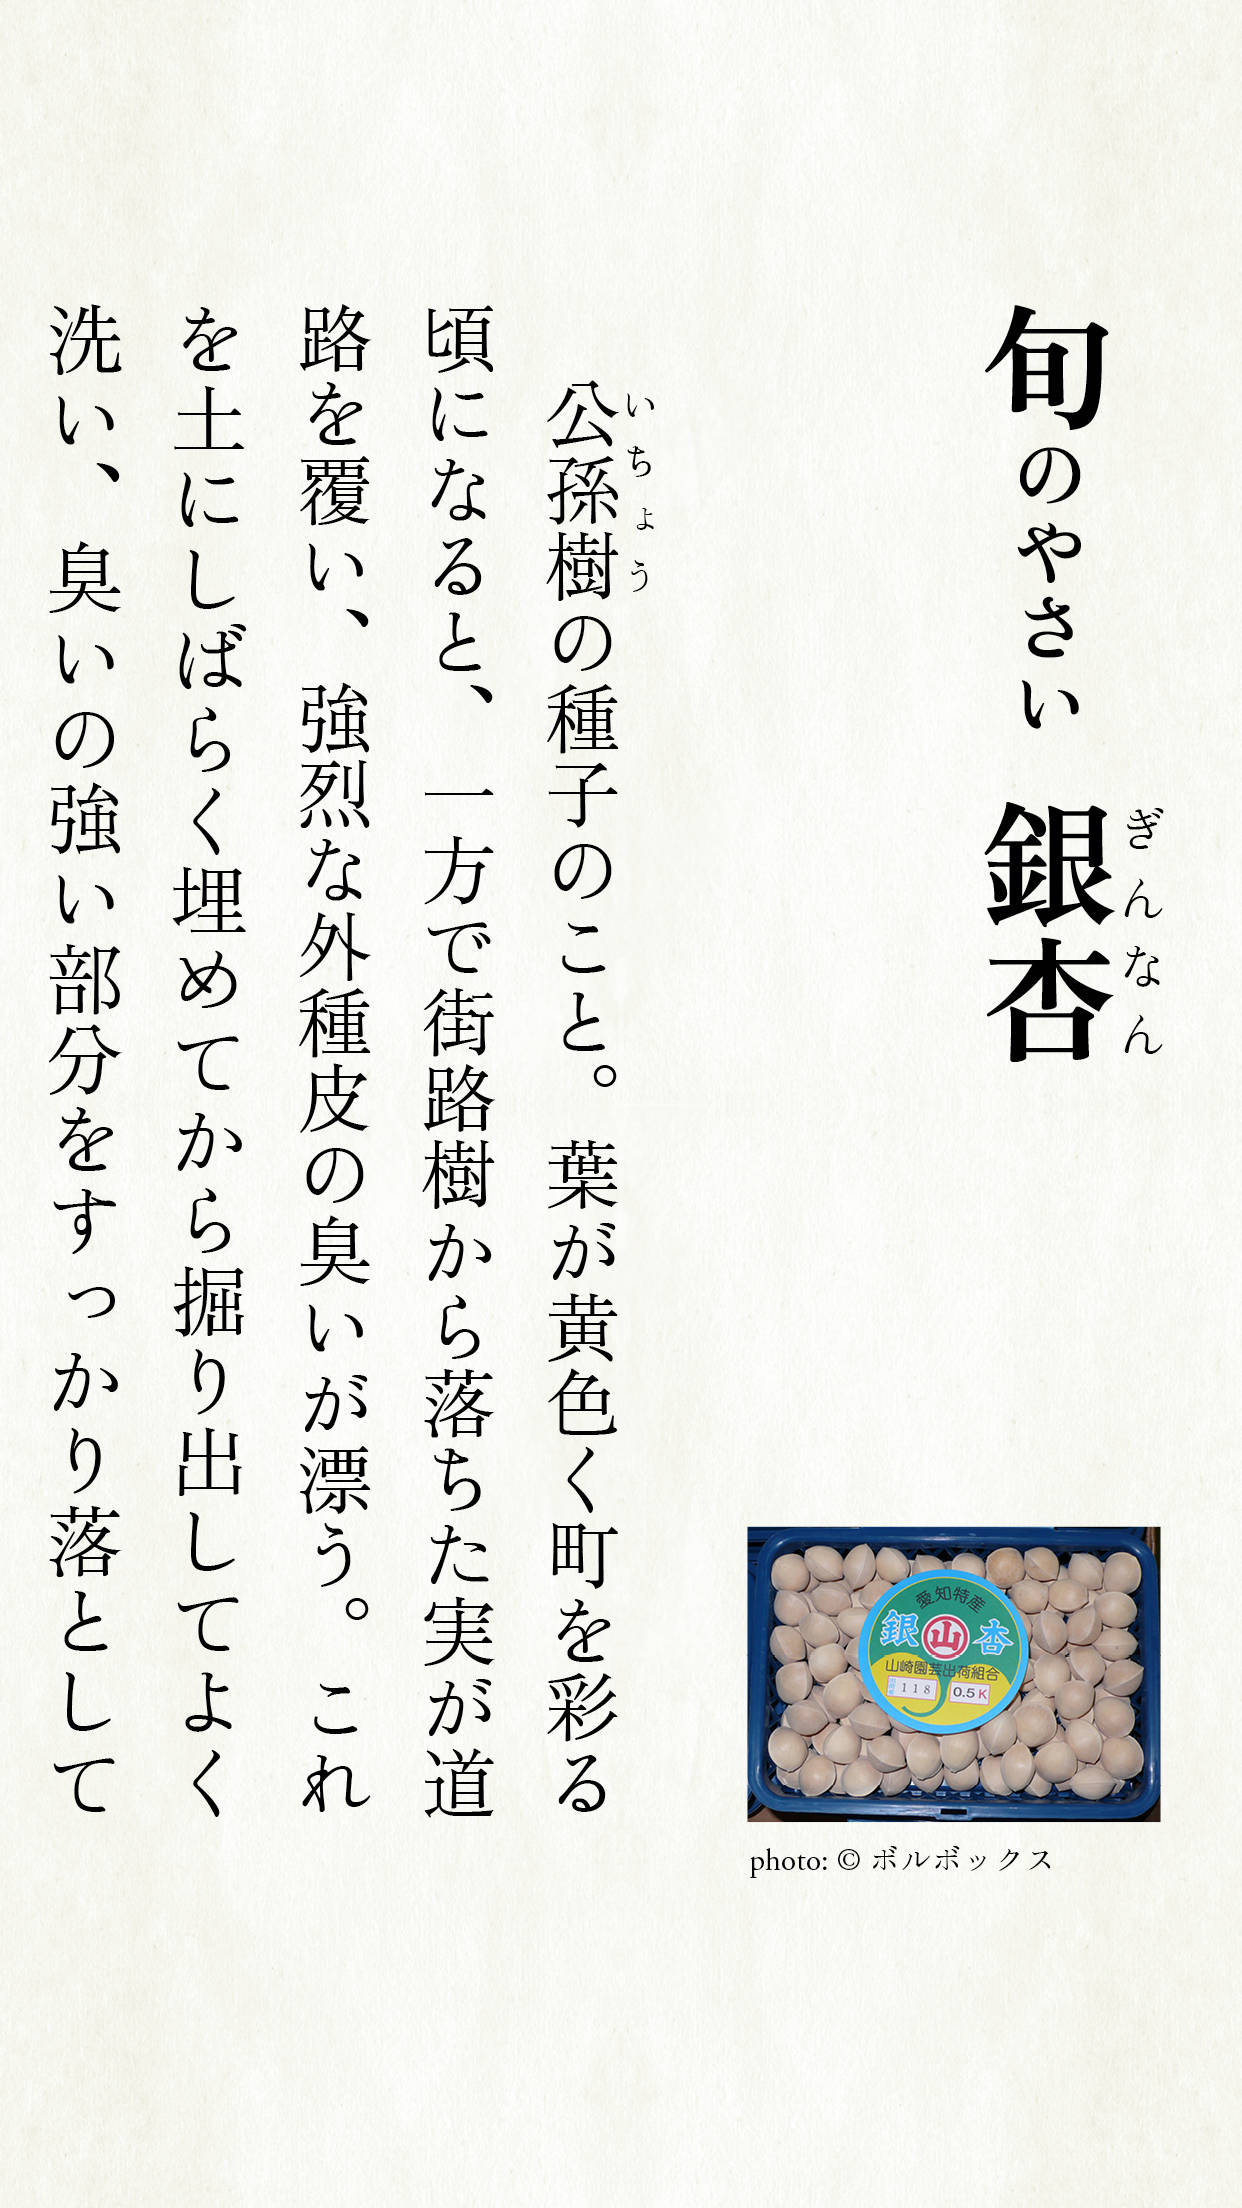 旬のやさい 銀杏
ぎんなん
愛知特産
銀 山 杏
山崎園芸出荷組合
118 0.5K
photo: © ボルボックス
いちょう
公孫樹の種子のこと。葉が黄色く町を彩る
頃になると、一方で街路樹から落ちた実が道
路を覆い、強烈な外種皮の臭いが漂う。これ
を土にしばらく埋めてから掘り出してよく
洗い、臭いの強い部分をすっかり落として